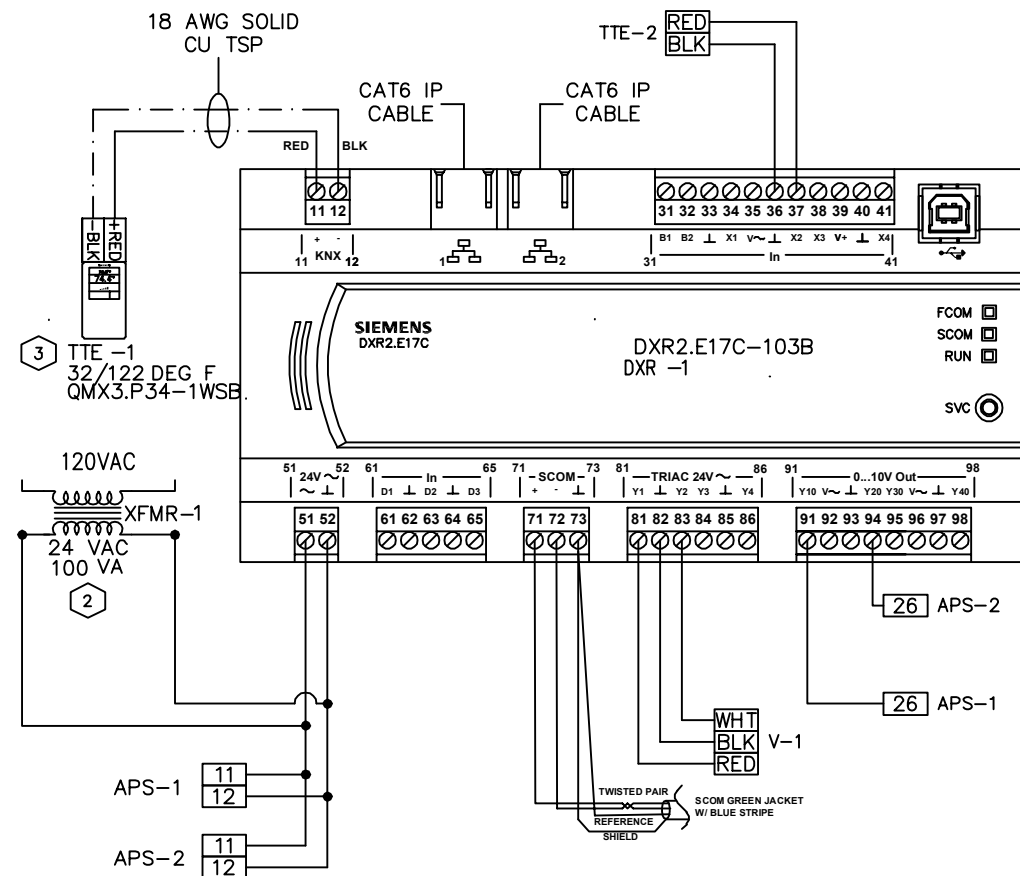 18 AWG SOLID
CU TSP
CAT6 IP
CABLE
CAT6 IP
CABLE
TTE-2
RED
BLK
RED
BLK
-BLK
+RED
11 12
+ -
11 KNX 12
1
2
31 32 33 34 35 36 37 38 39 40 41
B1 B2 ⊥ X1 V~ ⊥ X2 X3 V+ ⊥ X4
31 In 41
3
TTE -1
32/122 DEG F
QMX3.P34-1WSB
SIEMENS
DXR2.E17C
DXR2.E17C-103B
DXR -1
FCOM
SCOM
RUN
SVC
120VAC
XFMR-1
24 VAC
100 VA
2
51 24V ~ 52
~ ⊥
51 52
61 In 65
D1 ⊥ D2 ⊥ D3
61 62 63 64 65
71 SCOM 73
+ - ⊥
71 72 73
81 TRIAC 24V ~ 86
Y1 ⊥ Y2 Y3 ⊥ Y4
81 82 83 84 85 86
91 0...10V Out 98
Y10 V~ ⊥ Y20 Y30 V~ ⊥ Y40
91 92 93 94 95 96 97 98
26 APS-2
26 APS-1
WHT
BLK
RED
V-1
TWISTED PAIR
REFERENCE
SHIELD
SCOM GREEN JACKET
W/ BLUE STRIPE
APS-1
11
12
APS-2
11
12